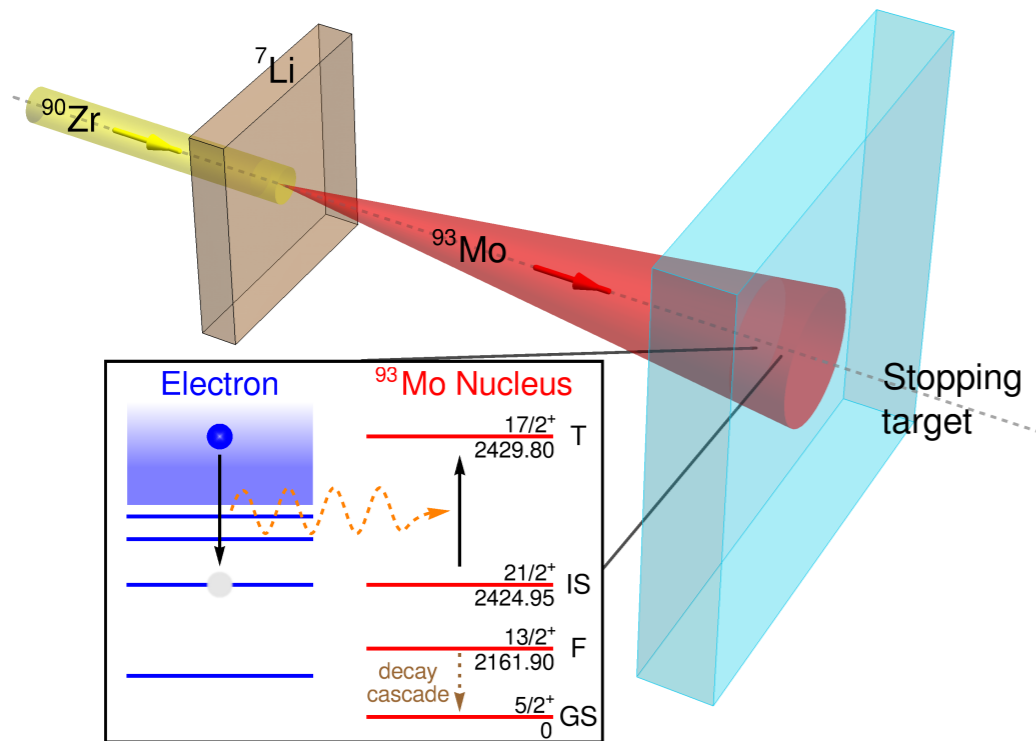 ⁷Li
⁹⁰Zr
⁹³Mo
Stopping
target
Electron
⁹³Mo Nucleus
17/2⁺
T
2429.80
21/2⁺
IS
2424.95
13/2⁺
F
2161.90
decay
cascade
5/2⁺
GS
0